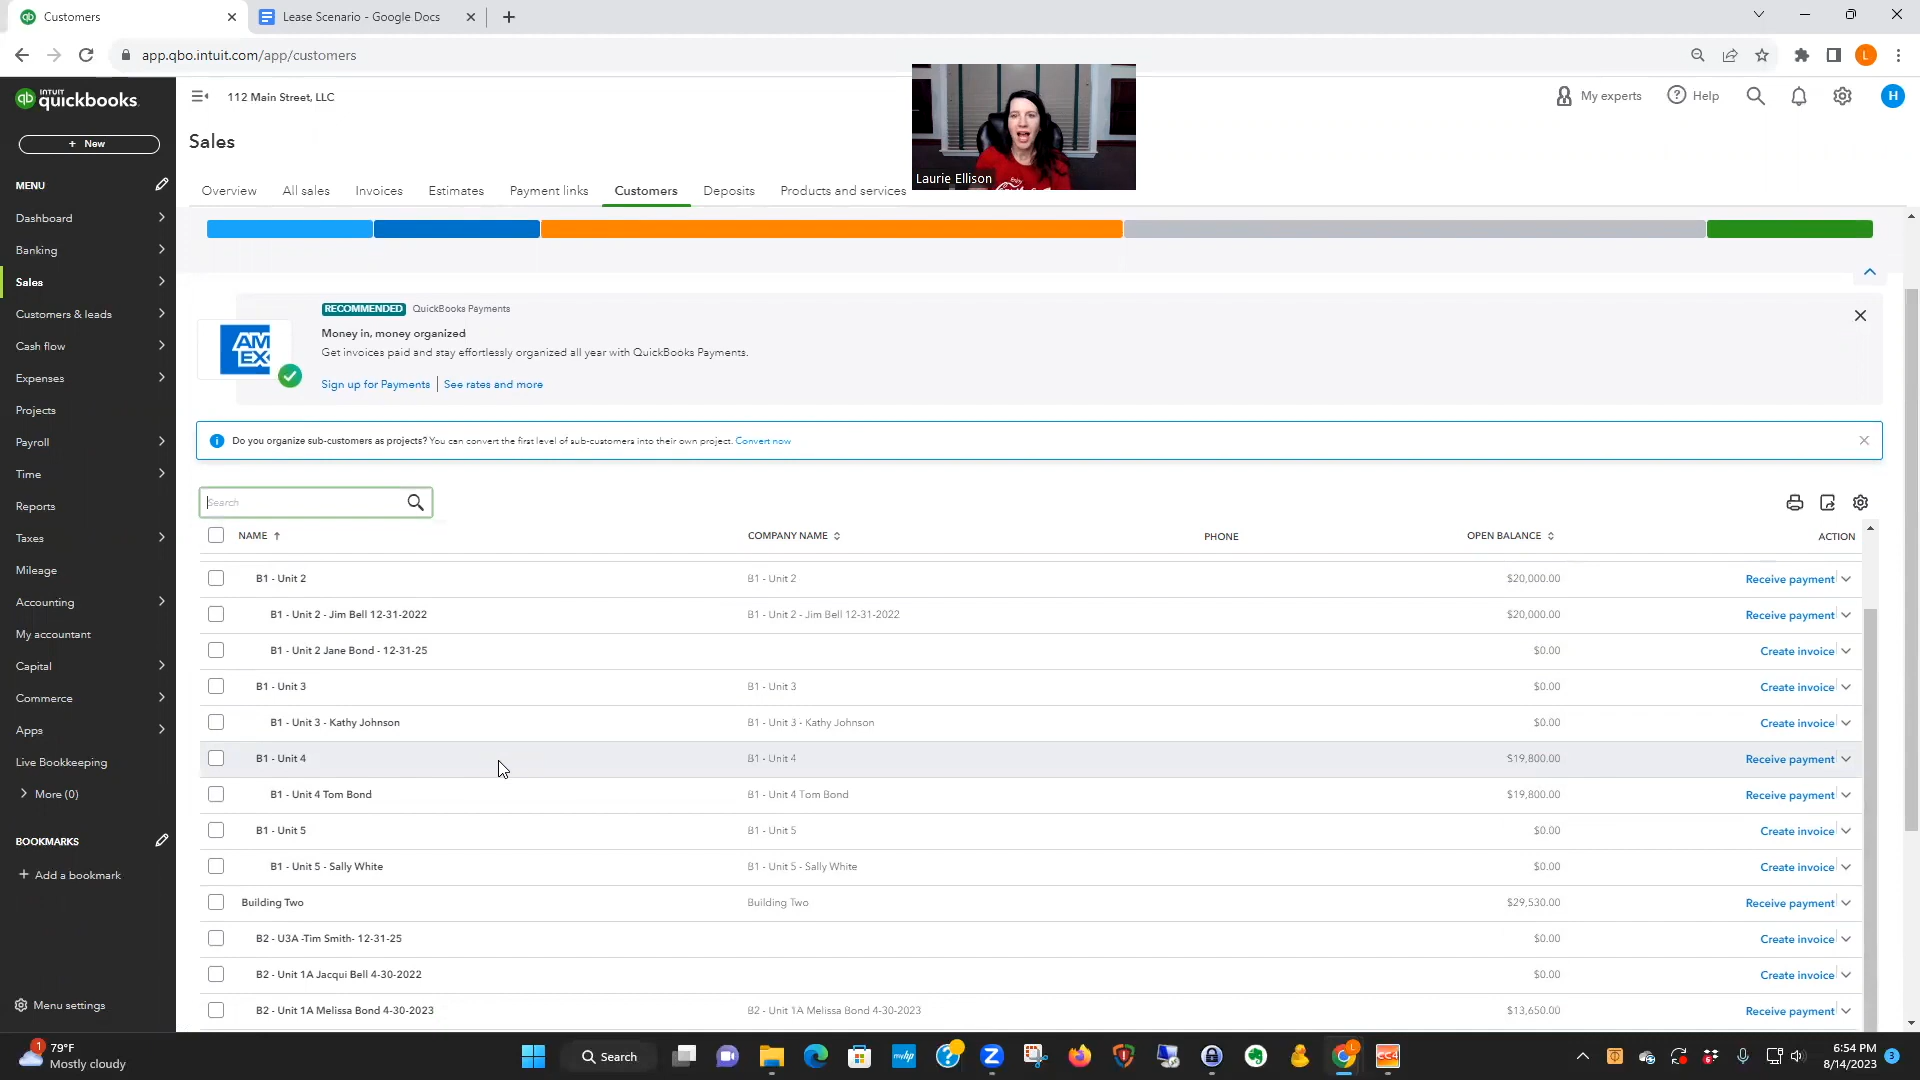 Customers
Lease Scenario - Google Docs
app.qbo.intuit.com/app/customers
L
INTUIT
quickbooks
112 Main Street, LLC
My experts
Help
H
+ New
Sales
Laurie Ellison
Overview
All sales
Invoices
Estimates
Payment links
Customers
Deposits
Products and services
MENU
Dashboard
Banking
Sales
Customers & leads
Cash flow
Expenses
Projects
Payroll
Time
Reports
Taxes
Mileage
Accounting
My accountant
Capital
Commerce
Apps
Live Bookkeeping
More (0)
BOOKMARKS
+ Add a bookmark
Menu settings
AM
EX
RECOMMENDED QuickBooks Payments
Money in, money organized
Get invoices paid and stay effortlessly organized all year with QuickBooks Payments.
Sign up for Payments | See rates and more
Do you organize sub-customers as projects? You can convert the first level of sub-customers into their own project. Convert now
Search
NAME COMPANY NAME PHONE OPEN BALANCE ACTION
B1 - Unit 2 B1 - Unit 2 $20,000.00 Receive payment
B1 - Unit 2 - Jim Bell 12-31-2022 B1 - Unit 2 - Jim Bell 12-31-2022 $20,000.00 Receive payment
B1 - Unit 2 Jane Bond - 12-31-25 $0.00 Create invoice
B1 - Unit 3 B1 - Unit 3 $0.00 Create invoice
B1 - Unit 3 - Kathy Johnson B1 - Unit 3 - Kathy Johnson $0.00 Create invoice
B1 - Unit 4 B1 - Unit 4 $19,800.00 Receive payment
B1 - Unit 4 Tom Bond B1 - Unit 4 Tom Bond $19,800.00 Receive payment
B1 - Unit 5 B1 - Unit 5 $0.00 Create invoice
B1 - Unit 5 - Sally White B1 - Unit 5 - Sally White $0.00 Create invoice
Building Two Building Two $29,530.00 Receive payment
B2 - U3A -Tim Smith- 12-31-25 $0.00 Create invoice
B2 - Unit 1A Jacqui Bell 4-30-2022 $0.00 Create invoice
B2 - Unit 1A Melissa Bond 4-30-2023 B2 - Unit 1A Melissa Bond 4-30-2023 $13,650.00 Receive payment
1
79°F
Mostly cloudy
Search
CC4
6:54 PM
8/14/2023
3